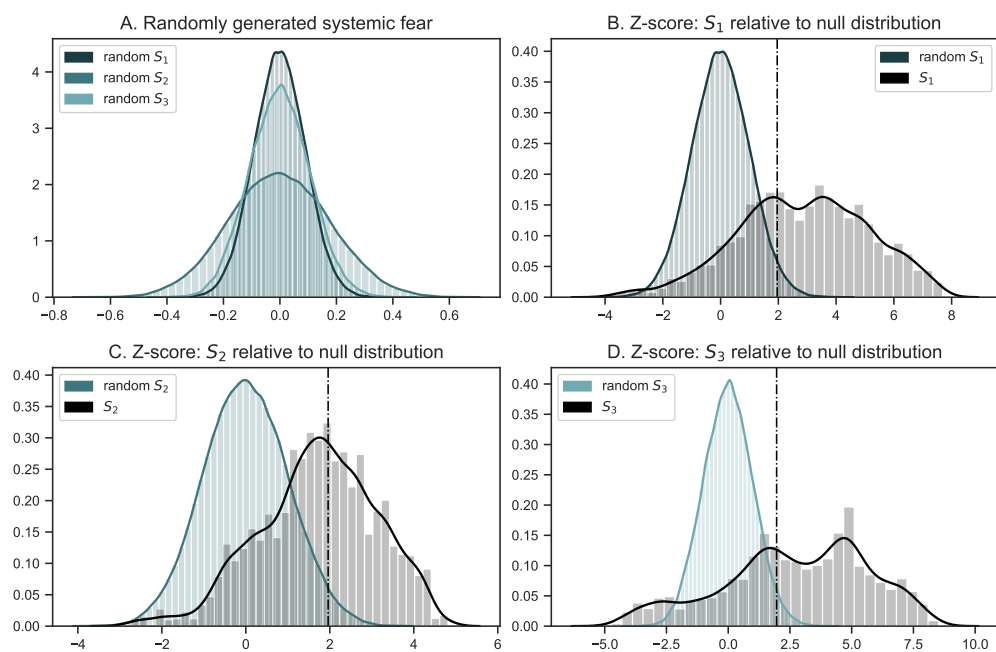 A. Randomly generated systemic fear
random S1
random S2
random S3
4
3
2
1
0
−0.8 −0.6 −0.4 −0.2 0.0 0.2 0.4 0.6
B. Z-score: S1 relative to null distribution
random S1
S1
0.40
0.35
0.30
0.25
0.20
0.15
0.10
0.05
0.00
−4 −2 0 2 4 6 8
C. Z-score: S2 relative to null distribution
random S2
S2
0.40
0.35
0.30
0.25
0.20
0.15
0.10
0.05
0.00
−4 −2 0 2 4 6
D. Z-score: S3 relative to null distribution
random S3
S3
0.40
0.35
0.30
0.25
0.20
0.15
0.10
0.05
0.00
−5.0 −2.5 0.0 2.5 5.0 7.5 10.0